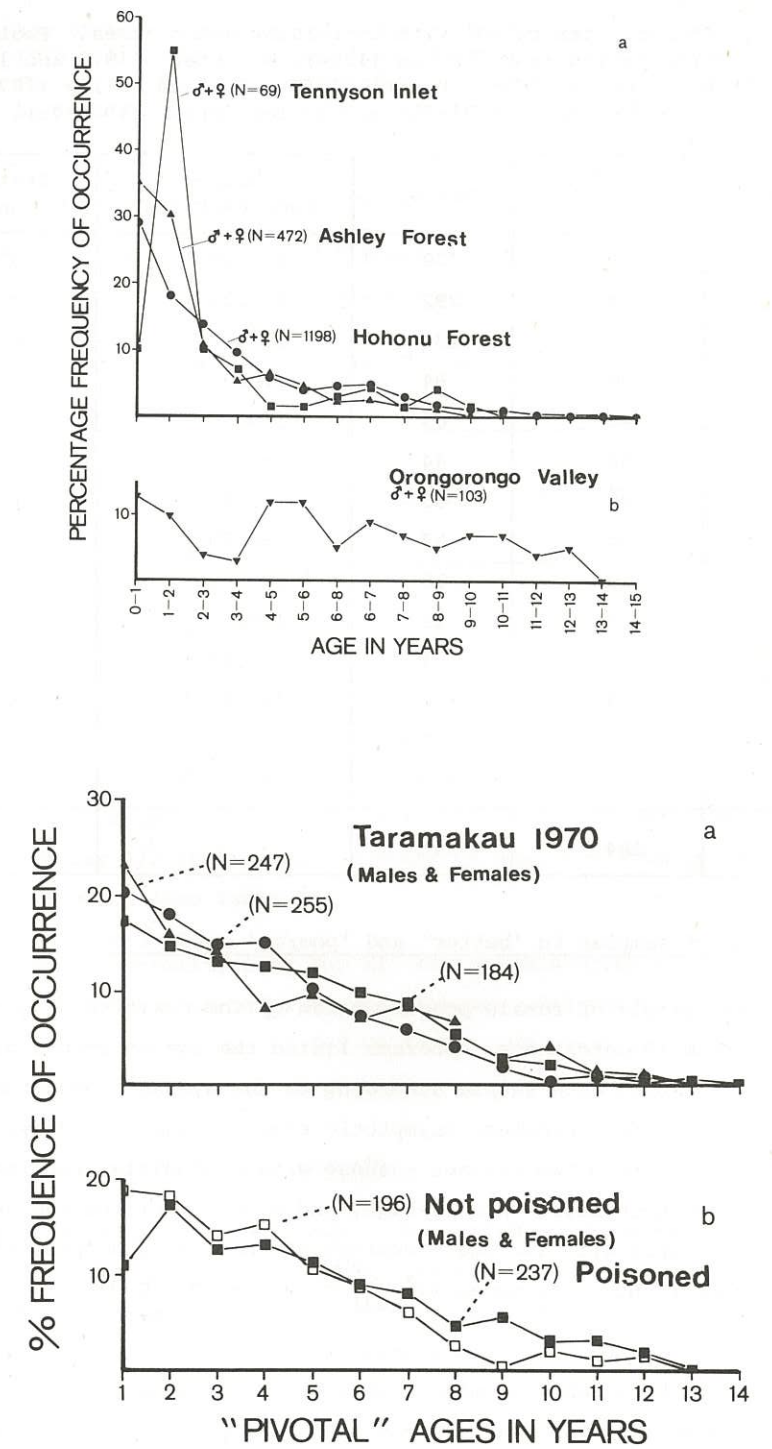 60
a
♂+♀ (N=69) Tennyson Inlet
50
40
30
♂+♀ (N=472) Ashley Forest
20
♂+♀ (N=1198) Hohonu Forest
10
PERCENTAGE FREQUENCY OF OCCURRENCE
Orongorongo Valley
♂+♀ (N=103)
b
10
0-1 1-2 2-3 3-4 4-5 5-6 6-8 6-7 7-8 8-9 9-10 10-11 11-12 12-13 13-14 14-15
AGE IN YEARS
30
Taramakau 1970
a
(Males & Females)
(N=247)
20
(N=255)
(N=184)
10
% FREQUENCE OF OCCURRENCE
20
(N=196) Not poisoned
b
(Males & Females)
(N=237) Poisoned
10
1 2 3 4 5 6 7 8 9 10 11 12 13 14
"PIVOTAL" AGES IN YEARS